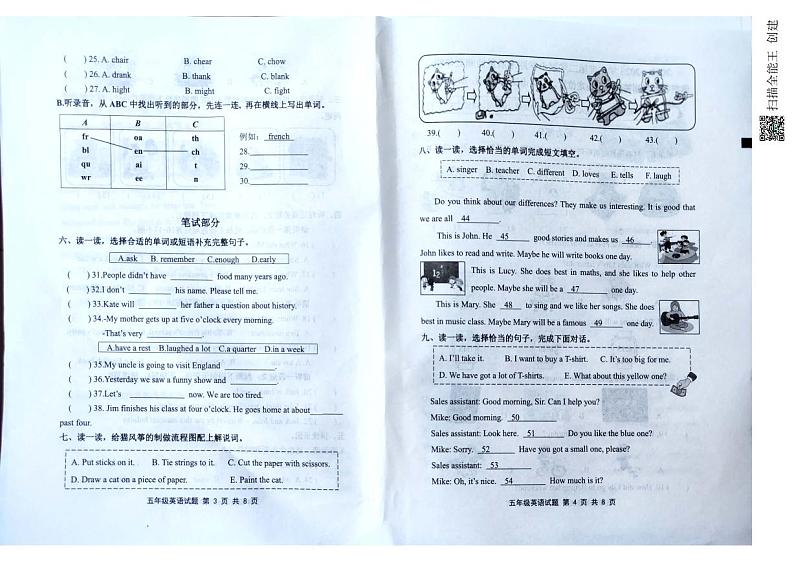 ( ) 25. A. chair B. chear C. chow
( ) 26. A. drank B. thank C. blank
( ) 27. A. hight B. might C. fight
B.听录音，从 ABC 中找出听到的部分，先连一连，再在横线上写出单词。
A B C
fr oa th
bl en ch
qu ai t
wr ee n
例如: french
28.
29.
30.
笔试部分
六、读一读，选择合适的单词或短语补充完整句子。
A.ask B. remember C.enough D.early
( ) 31.People didn't have ________ food many years ago.
( ) 32.I don't ________ his name. Please tell me.
( ) 33.Kate will ________ her father a question about history.
( ) 34.-My mother gets up at five o'clock every morning.
-That's very ________.
A.have a rest B.laughed a lot C.a quarter D.in a week
( ) 35.My uncle is going to visit England ________.
( ) 36.Yesterday we saw a funny show and ________.
( ) 37.Let's ________ now. We are too tired.
( ) 38. Jim finishes his class at four o'clock. He goes home at about________
past four.
七、读一读，给猫风筝的制做流程图配上解说词。
A. Put sticks on it. B. Tie strings to it. C. Cut the paper with scissors.
D. Draw a cat on a piece of paper. E. Paint the cat.
五年级英语试题 第 3 页 共 8 页
39.( ) 40.( ) 41.( ) 42.( ) 43.( )
八、读一读，选择恰当的单词完成短文填空。
A. singer B. teacher C. different D. loves E. tells F. laugh
Do you think about our differences? They make us interesting. It is good that
we are all 44 .
This is John. He 45 good stories and makes us 46 .
John likes to read and write. Maybe he will write books one day.
This is Lucy. She does best in maths, and she likes to help other
people. Maybe she will be a 47 one day.
This is Mary. She 48 to sing and we like her songs. She does
best in music class. Maybe Mary will be a famous 49 one day.
九、读一读，选择恰当的句子，完成下面对话。
A. I'll take it. B. I want to buy a T-shirt. C. It's too big for me.
D. We have got a lot of T-shirts. E. What about this yellow one?
Sales assistant: Good morning, Sir. Can I help you?
Mike: Good morning. 50
Sales assistant: Look here. 51 Do you like the blue one?
Mike: Sorry. 52 Have you got a small one, please?
Sales assistant: 53
Mike: Oh, it's nice. 54 How much is it?
五年级英语试题 第 4 页 共 8 页
扫描全能王 创建